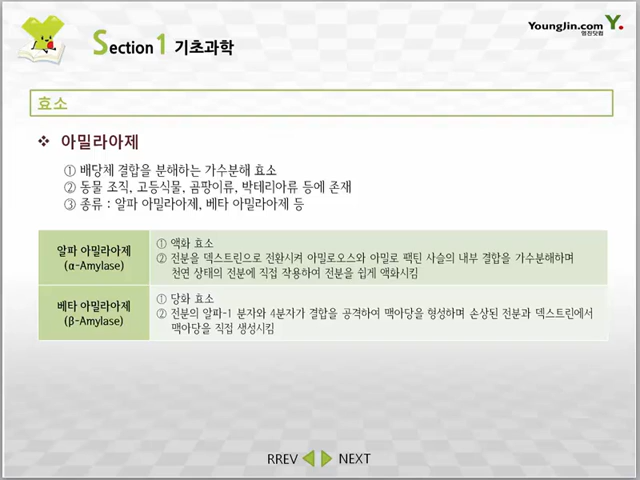 Section 1 기초과학
YoungJin.com Y.
영진닷컴
효소
❖ 아밀라아제
① 배당체 결합을 분해하는 가수분해 효소
② 동물 조직, 고등식물, 곰팡이류, 박테리아류 등에 존재
③ 종류 : 알파 아밀라아제, 베타 아밀라아제 등
알파 아밀라아제
(α-Amylase)
① 액화 효소
② 전분을 덱스트린으로 전환시켜 아밀로오스와 아밀로 팩틴 사슬의 내부 결합을 가수분해하며
천연 상태의 전분에 직접 작용하여 전분을 쉽게 액화시킴
베타 아밀라아제
(β-Amylase)
① 당화 효소
② 전분의 알파-1 분자와 4분자가 결합을 공격하여 맥아당을 형성하며 손상된 전분과 덱스트린에서
맥아당을 직접 생성시킴
RREV NEXT